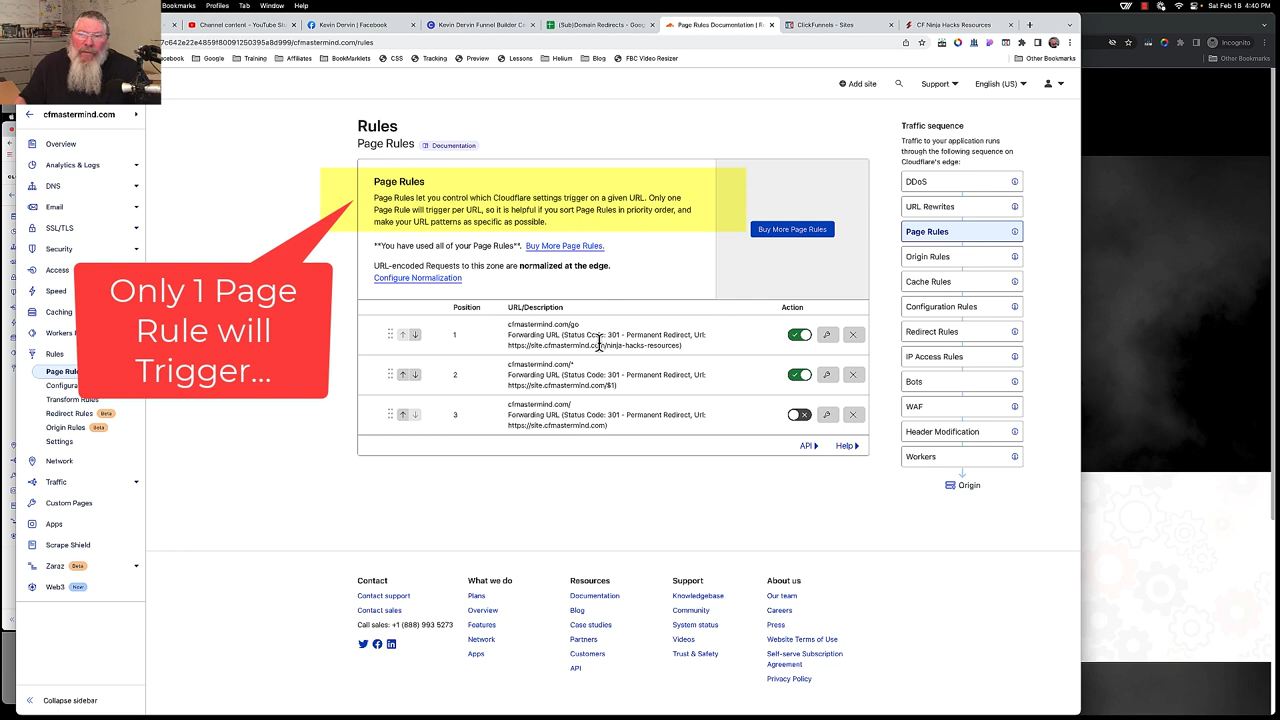 Profiles Tab Window Help
Sat Feb 18 4:40 PM
Channel content - YouTube St
Kevin Dervin | Facebook
Kevin Dervin Funnel Builder C
(Sub)Domain Redirects - Goog
Page Rules Documentation | R
ClickFunnels - Sites
CF Ninja Hacks Resources
7c642e22e4859f80091250395a8d999/cfmastermind.com/rules
Incognito
Google Training Affiliates BookMarklets CSS Tracking Preview Lessons Helium Blog FBC Video Resizer Other Bookmarks
Other Bookmarks
Add site Support English (US)
cfmastermind.com
Overview
Analytics & Logs
DNS
Email
SSL/TLS
Security
Access
Speed
Caching
Workers R
Rules
Page Rul
Configura
Transform Rules
Redirect Rules Beta
Origin Rules Beta
Settings
Network
Traffic
Custom Pages
Apps
Scrape Shield
Zaraz Beta
Web3 New
Collapse sidebar
Only 1 Page
Rule will
Trigger...
Rules
Page Rules Documentation
Page Rules
Page Rules let you control which Cloudflare settings trigger on a given URL. Only one
Page Rule will trigger per URL, so it is helpful if you sort Page Rules in priority order, and
make your URL patterns as specific as possible.
**You have used all of your Page Rules**. Buy More Page Rules.
URL-encoded Requests to this zone are normalized at the edge.
Configure Normalization
Buy More Page Rules
Position URL/Description Action
1
cfmastermind.com/go
Forwarding URL (Status Code: 301 - Permanent Redirect, Url:
https://site.cfmastermind.com/ninja-hacks-resources)
2
cfmastermind.com/*
Forwarding URL (Status Code: 301 - Permanent Redirect, Url:
https://site.cfmastermind.com/$1)
3
cfmastermind.com/
Forwarding URL (Status Code: 301 - Permanent Redirect, Url:
https://site.cfmastermind.com)
API Help
Traffic sequence
Traffic to your application runs
through the following sequence on
Cloudflare's edge:
DDoS
URL Rewrites
Page Rules
Origin Rules
Cache Rules
Configuration Rules
Redirect Rules
IP Access Rules
Bots
WAF
Header Modification
Workers
Origin
Contact
Contact support
Contact sales
Call sales: +1 (888) 993 5273
What we do
Plans
Overview
Features
Network
Apps
Resources
Documentation
Blog
Case studies
Partners
Customers
API
Support
Knowledgebase
Community
System status
Videos
Trust & Safety
About us
Our team
Careers
Press
Website Terms of Use
Self-serve Subscription
Agreement
Privacy Policy